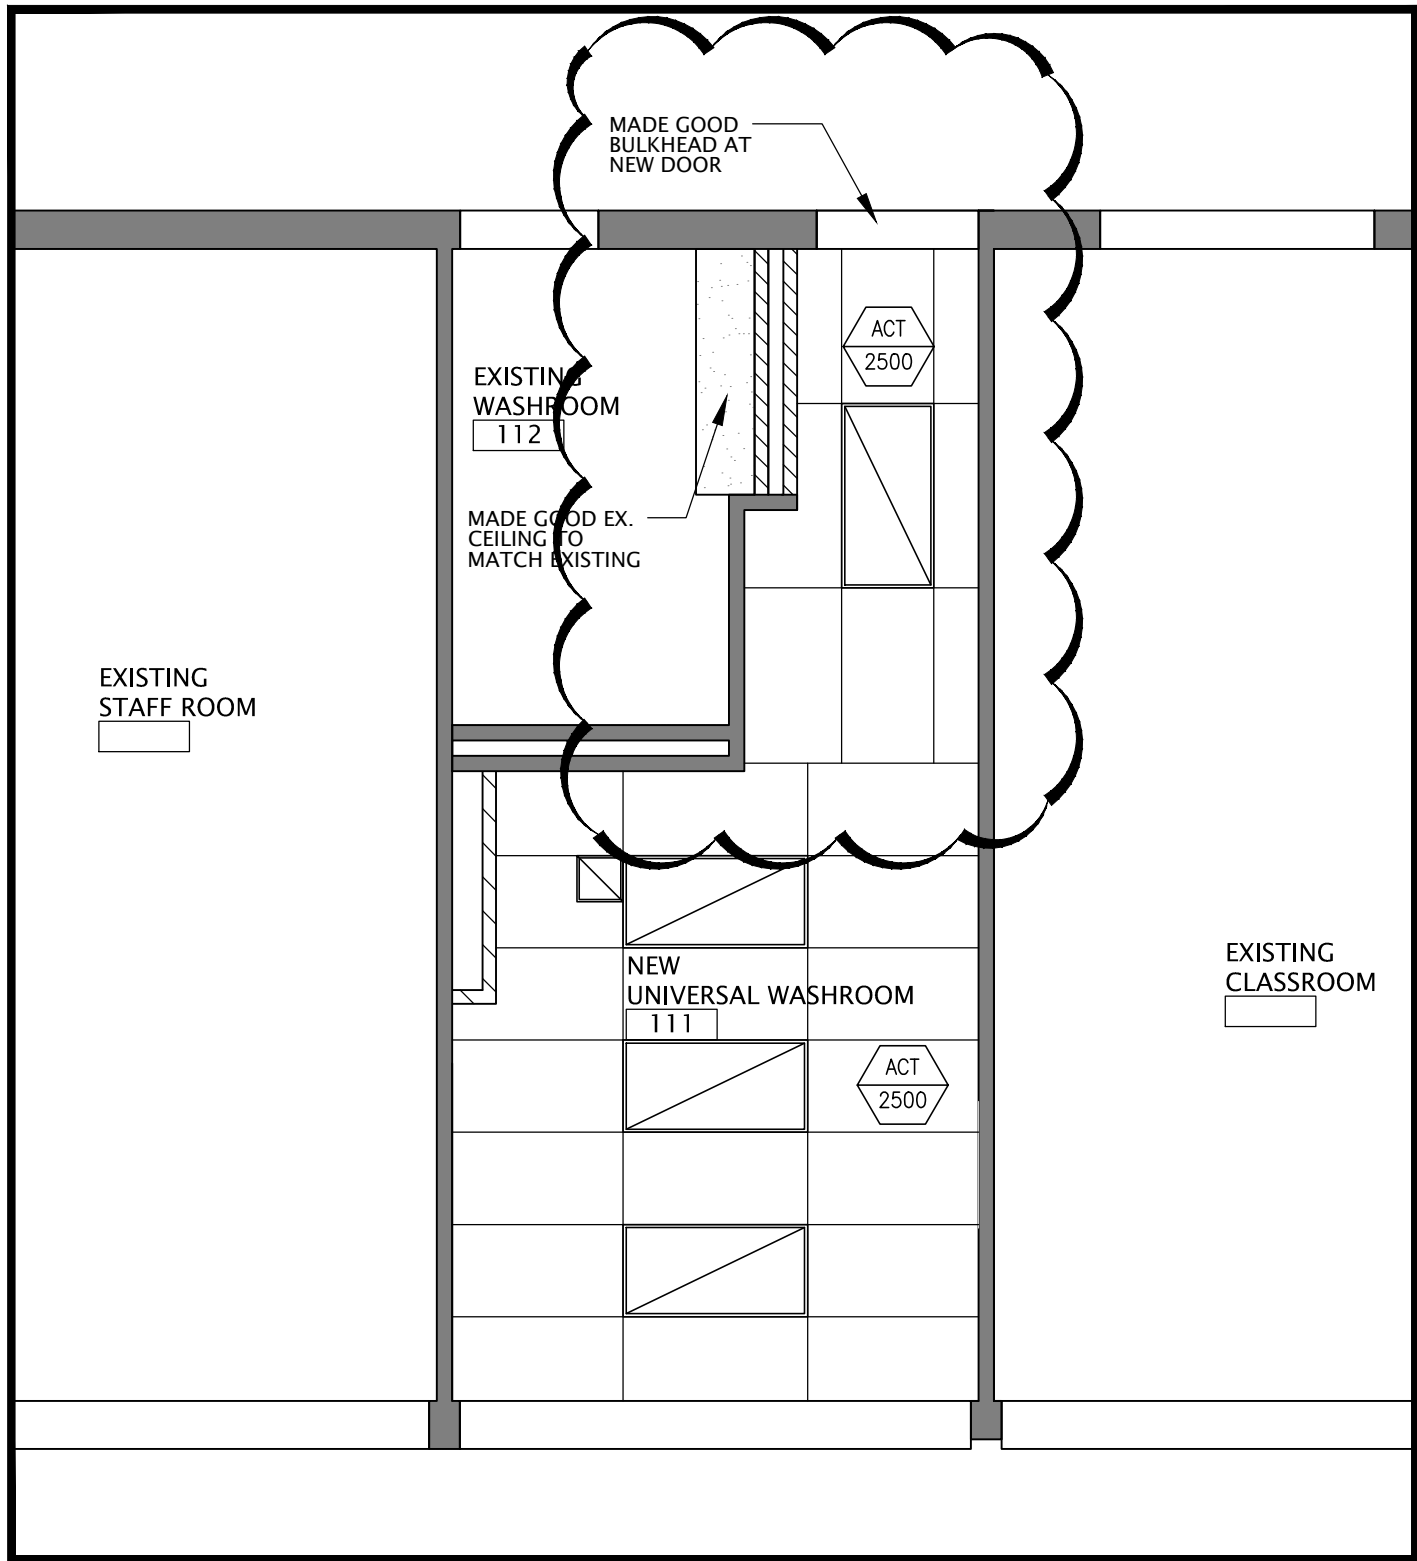 MADE GOOD
BULKHEAD AT
NEW DOOR
ACT
2500
EXISTING
WASHROOM
112
MADE GOOD EX.
CEILING TO
MATCH EXISTING
EXISTING
STAFF ROOM
NEW
UNIVERSAL WASHROOM
111
EXISTING
CLASSROOM
ACT
2500